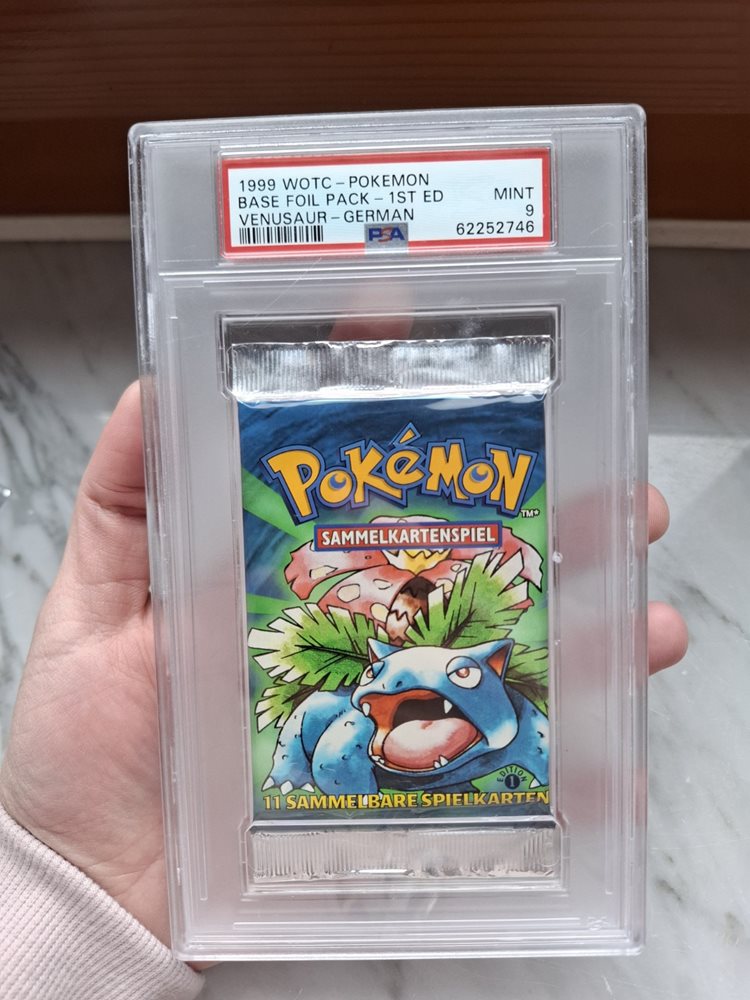 1999 WOTC - POKEMON
BASE FOIL PACK - 1ST ED MINT
VENUSAUR - GERMAN 9
PSA 62252746
POKéMON
TM*
SAMMELKARTENSPIEL
EDITION
1
11 SAMMELBARE SPIELKARTEN